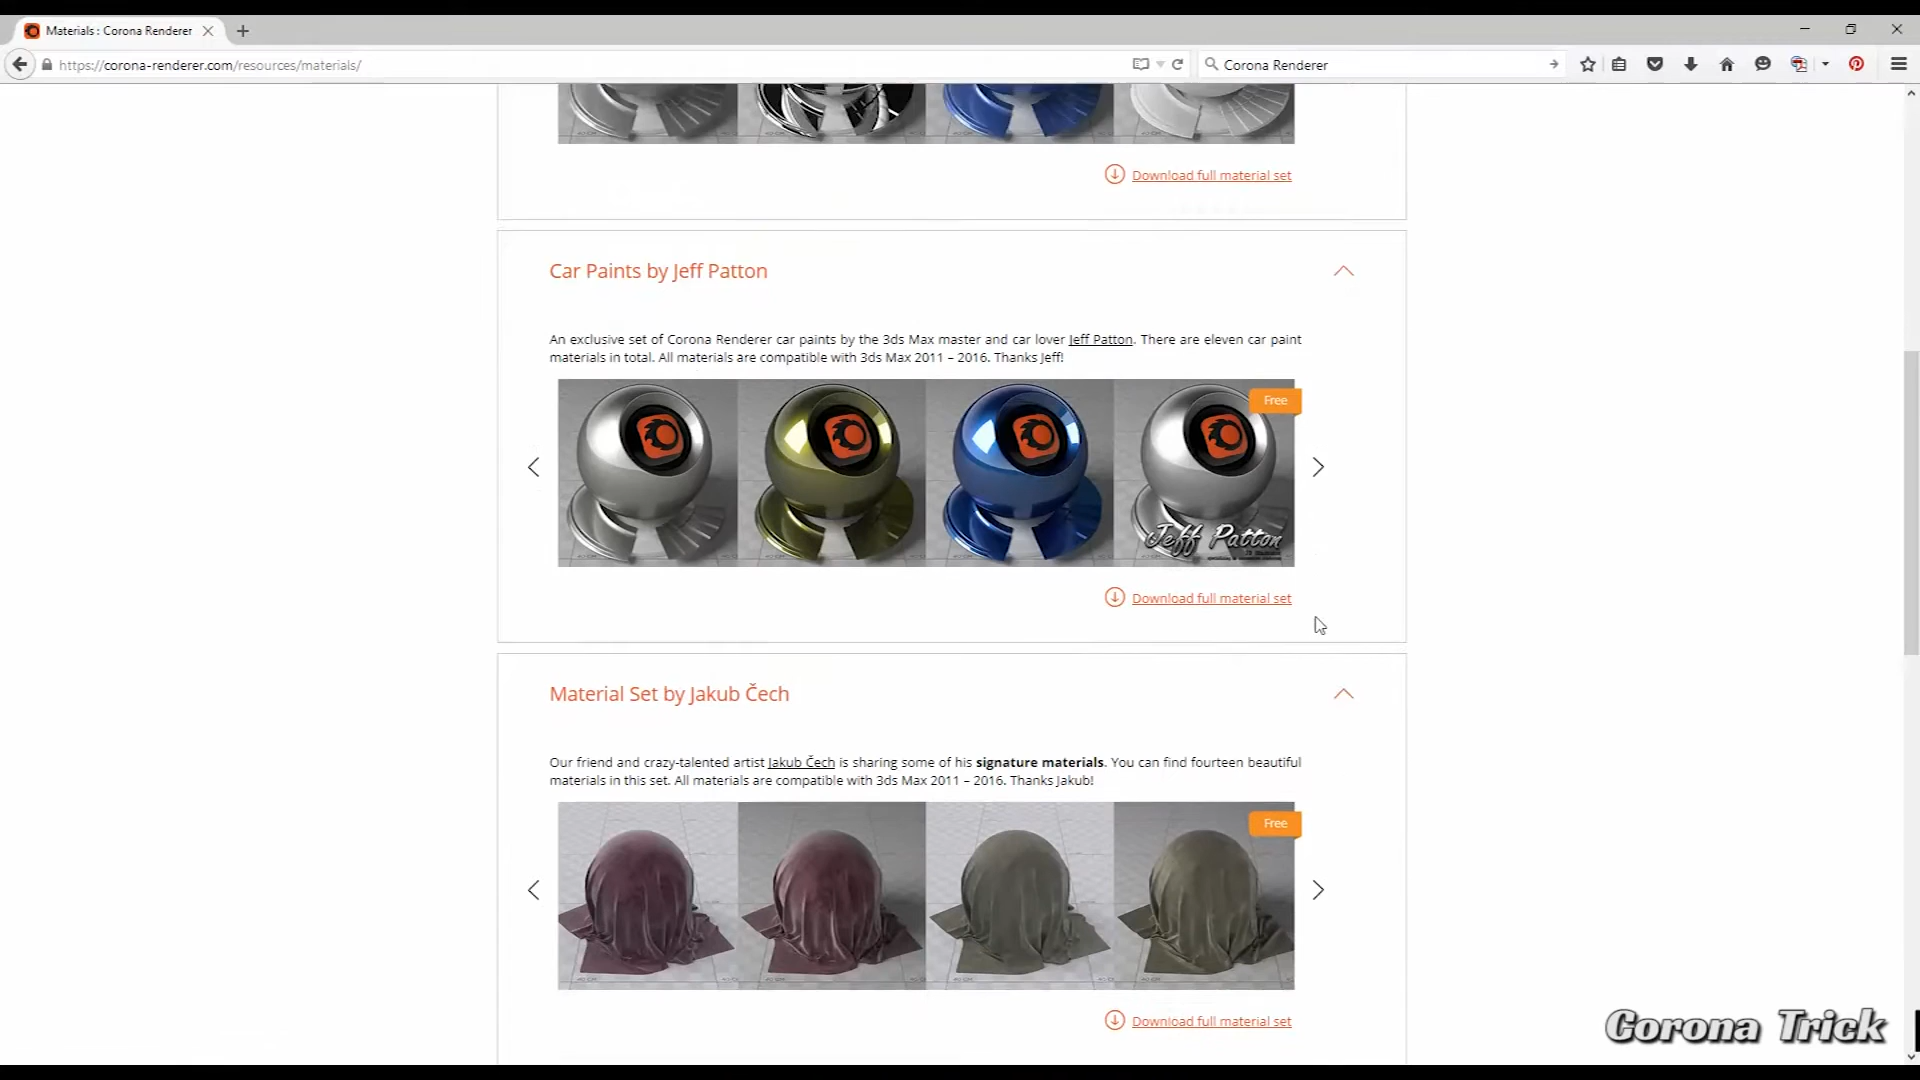 Materials : Corona Renderer
https://corona-renderer.com/resources/materials/
Corona Renderer
Download full material set
Car Paints by Jeff Patton
An exclusive set of Corona Renderer car paints by the 3ds Max master and car lover Jeff Patton. There are eleven car paint
materials in total. All materials are compatible with 3ds Max 2011 – 2016. Thanks Jeff!
Free
Jeff Patton
Download full material set
Material Set by Jakub Čech
Our friend and crazy-talented artist Jakub Čech is sharing some of his signature materials. You can find fourteen beautiful
materials in this set. All materials are compatible with 3ds Max 2011 – 2016. Thanks Jakub!
Free
Download full material set
Corona Trick